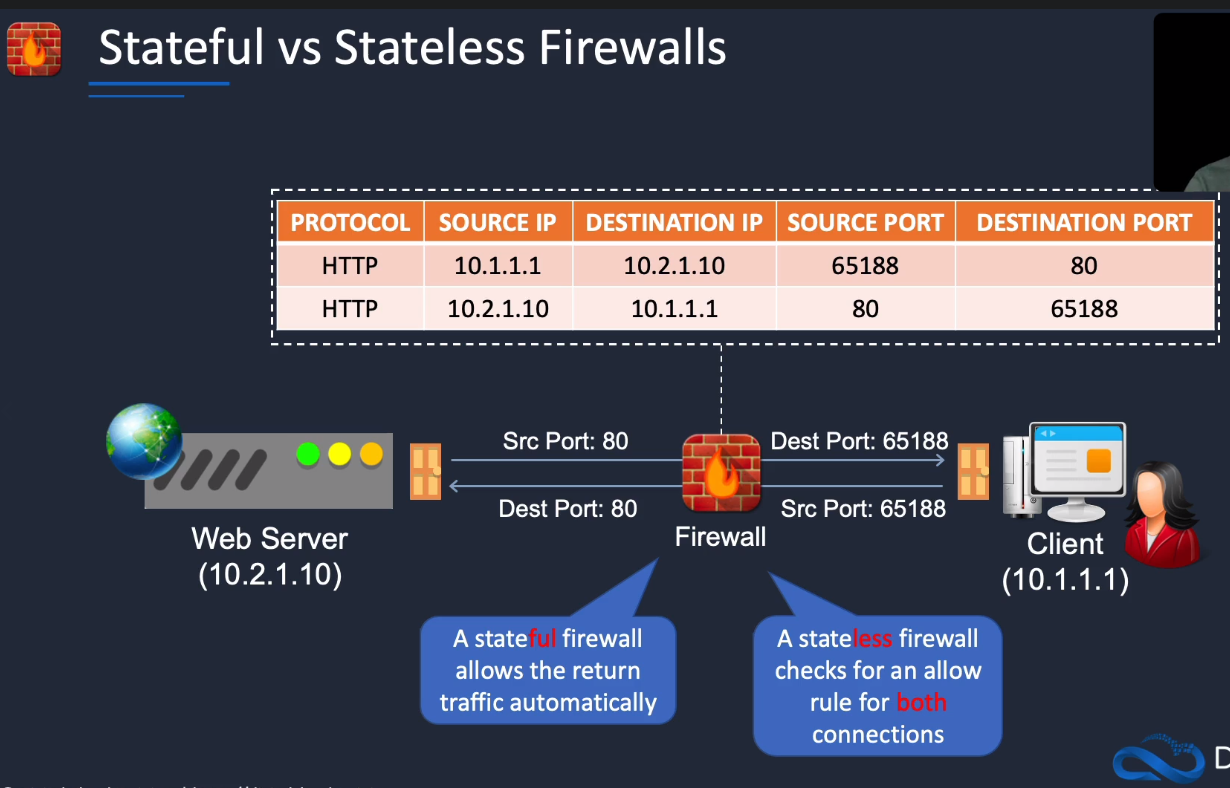 Stateful vs Stateless Firewalls
PROTOCOL SOURCE IP DESTINATION IP SOURCE PORT DESTINATION PORT
HTTP 10.1.1.1 10.2.1.10 65188 80
HTTP 10.2.1.10 10.1.1.1 80 65188
Src Port: 80 Dest Port: 65188
Dest Port: 80 Src Port: 65188
Firewall
Web Server
(10.2.1.10)
Client
(10.1.1.1)
A stateful firewall
allows the return
traffic automatically
A stateless firewall
checks for an allow
rule for both
connections
D